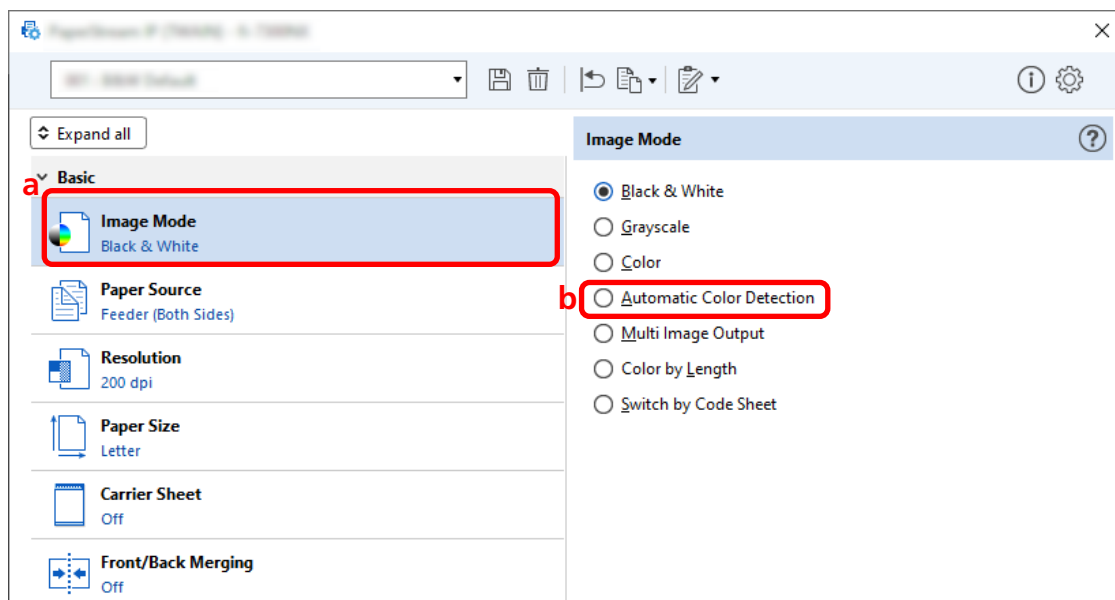 Expand all
Image Mode
a
Basic
Black & White
Image Mode
Black & White
Grayscale
Color
Paper Source
Feeder (Both Sides)
b
Automatic Color Detection
Multi Image Output
Resolution
200 dpi
Color by Length
Switch by Code Sheet
Paper Size
Letter
Carrier Sheet
Off
Front/Back Merging
Off